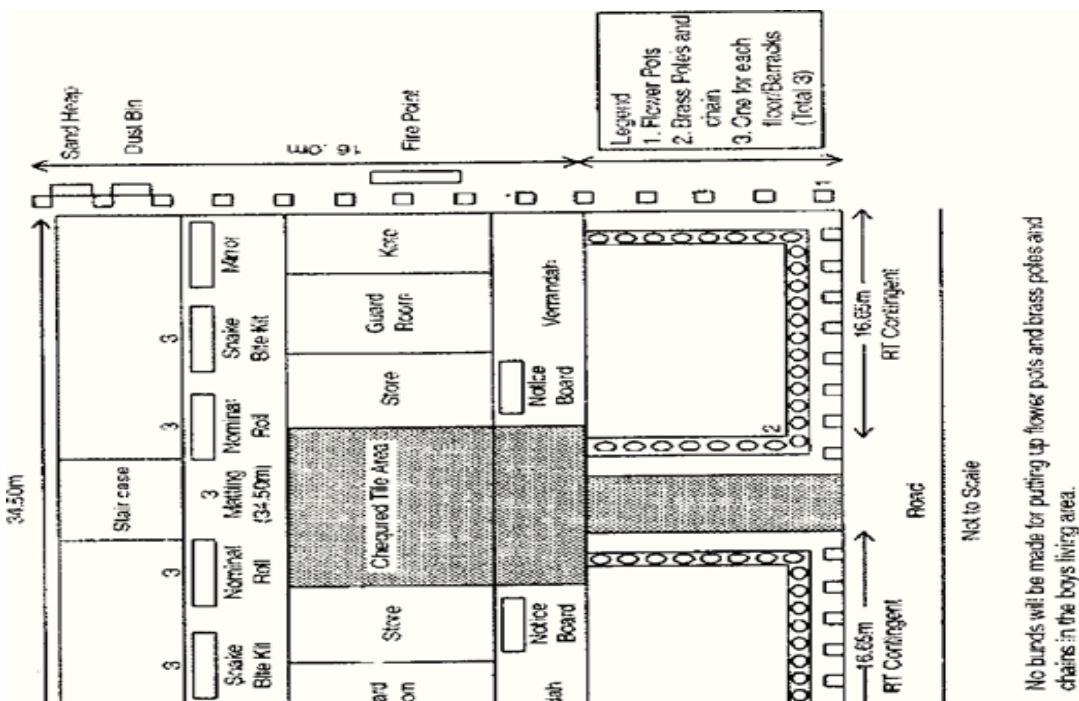 34.50m
Sand Heap
Stair case
Dust Bin
3
3
3
3
3
Snake
Bite Kit
Nominal
Roll
Matting
(34.50m)
Nominal
Roll
Snake
Bite Kit
Mirror
ard
om
Store
Chequred Tile Area
Store
Guard
Room
Kote
Fire Point
dah
Notice
Board
Notice
Board
Verrandah
Legend
1. Flower Pots
2. Brass Poles and
chain
3. One for each
floor/Barracks
(Total 3)
2
1
16.65m
RT Contingent
16.65m
RT Contingent
Road
Not to Scale
No bunds will be made for putting up flower pots and brass poles and
chains in the boys living area.